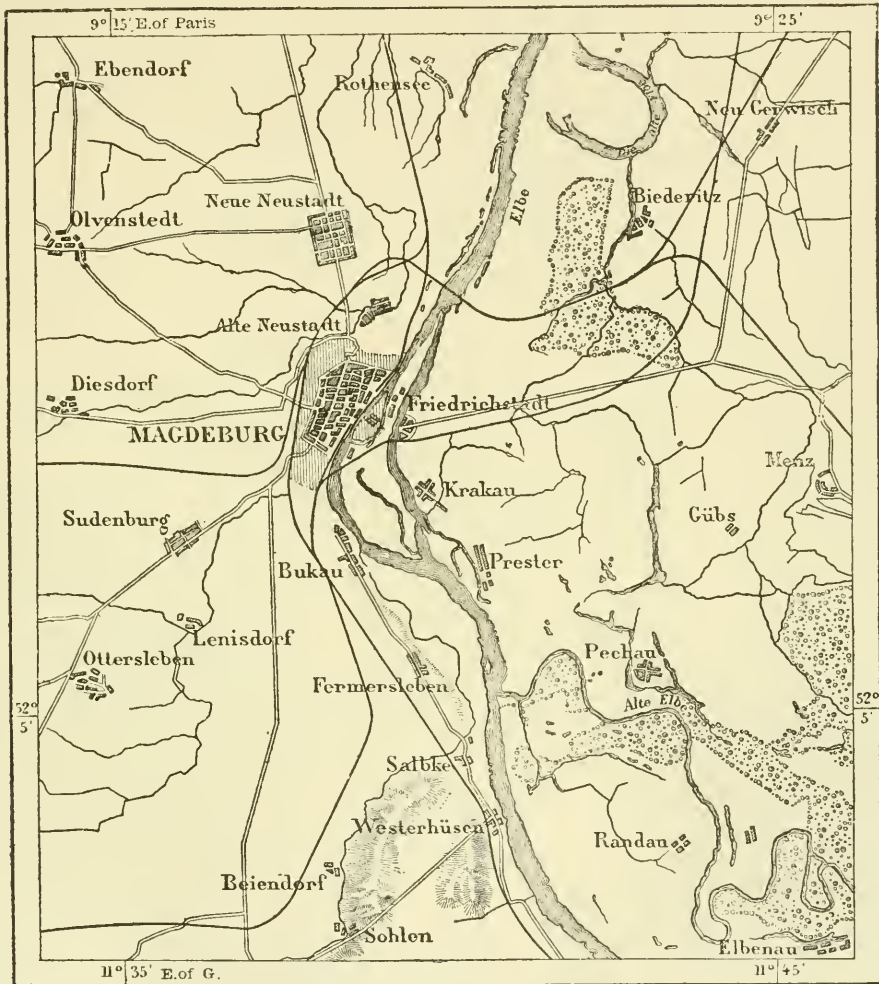 9° 15' E. of Paris
9° 25'
Ebendorf
Rothensee
Die alte
Neu Gerwisch
Neue Neustadt
Elbe
Biederitz
Olvenstedt
Alte Neustadt
Diesdorf
Friedrichstadt
MAGDEBURG
Menz
Krakau
Gübs
Sudenburg
Bukau
Prester
Lenisdorf
Ottersleben
Pechau
Fermersleben
Alte Elbe
52° 5'
52° 5'
Salbke
Westerhüsen
Randau
Beiendorf
Sohlen
Elbenau
11° 35' E. of G.
11° 45'